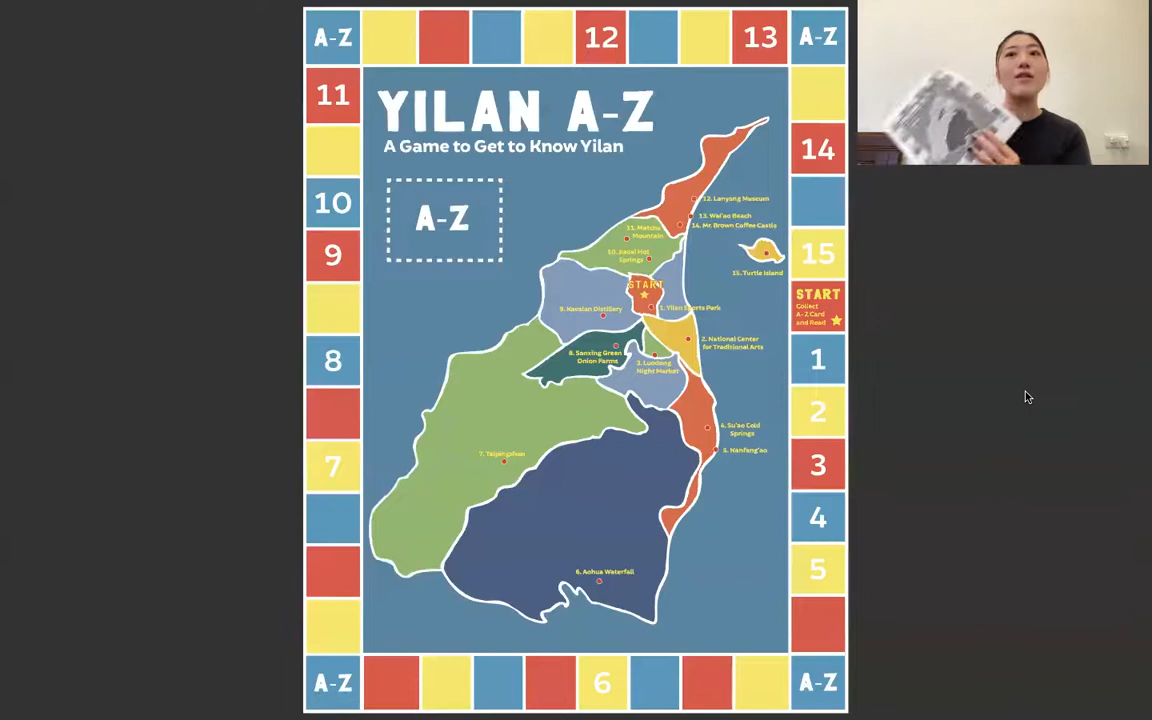 A-Z
12
13
A-Z
11
14
10
9
15
START
Collect
A-Z Card
and Read
8
1
2
7
3
4
5
A-Z
6
A-Z
YILAN A-Z
A Game to Get to Know Yilan
A-Z
12. Lanyang Museum
13. Wai'ao Beach
14. Mr. Brown Coffee Castle
11. Matchu
Mountain
10. Jiaoxi Hot
Springs
15. Turtle Island
START
9. Kavalan Distillery
1. Yilan Sports Park
2. National Center
for Traditional Arts
8. Sanxing Green
Onion Farms
3. Luodong
Night Market
4. Su'ao Cold
Springs
5. Nanfang'ao
7. Taipingshan
6. Aohua Waterfall